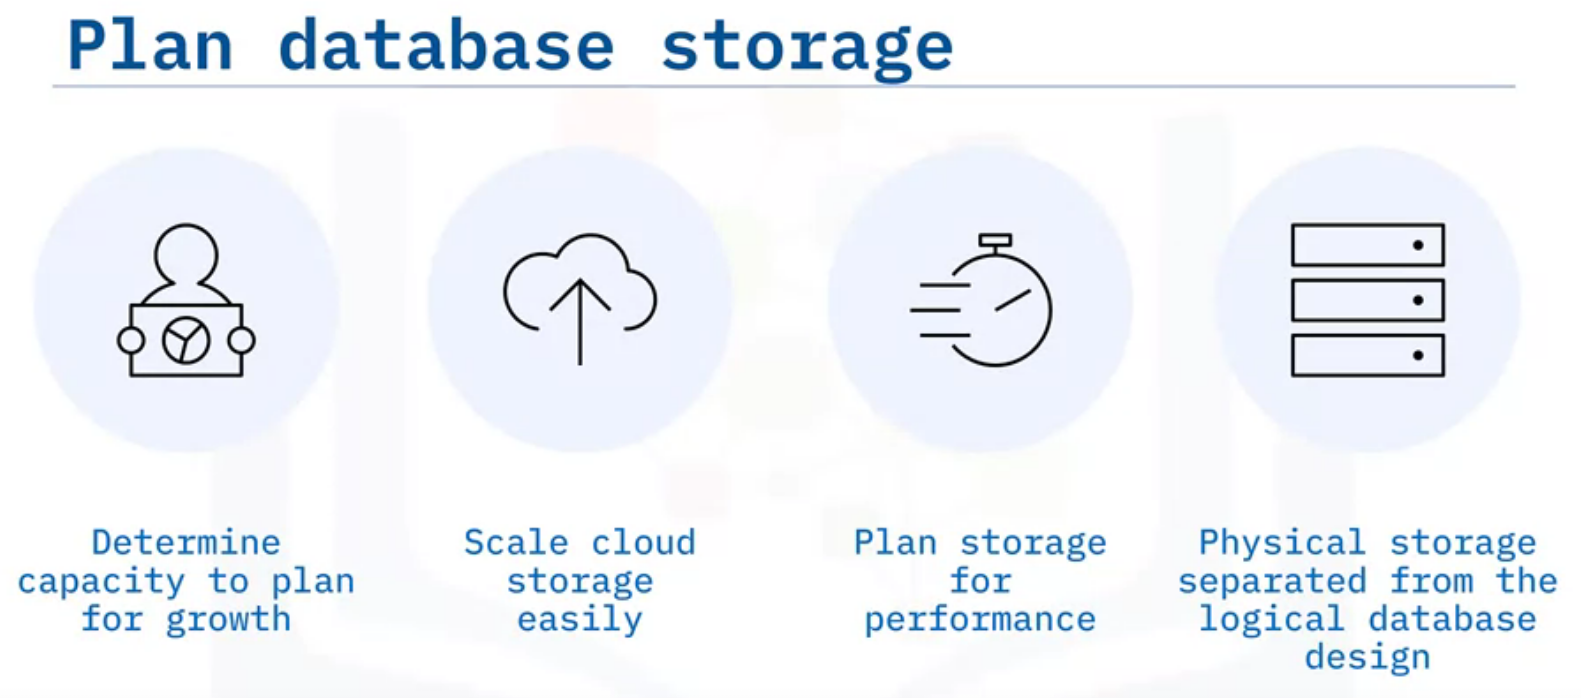 Plan database storage
Determine
capacity to plan
for growth
Scale cloud
storage
easily
Plan storage
for
performance
Physical storage
separated from the
logical database
design